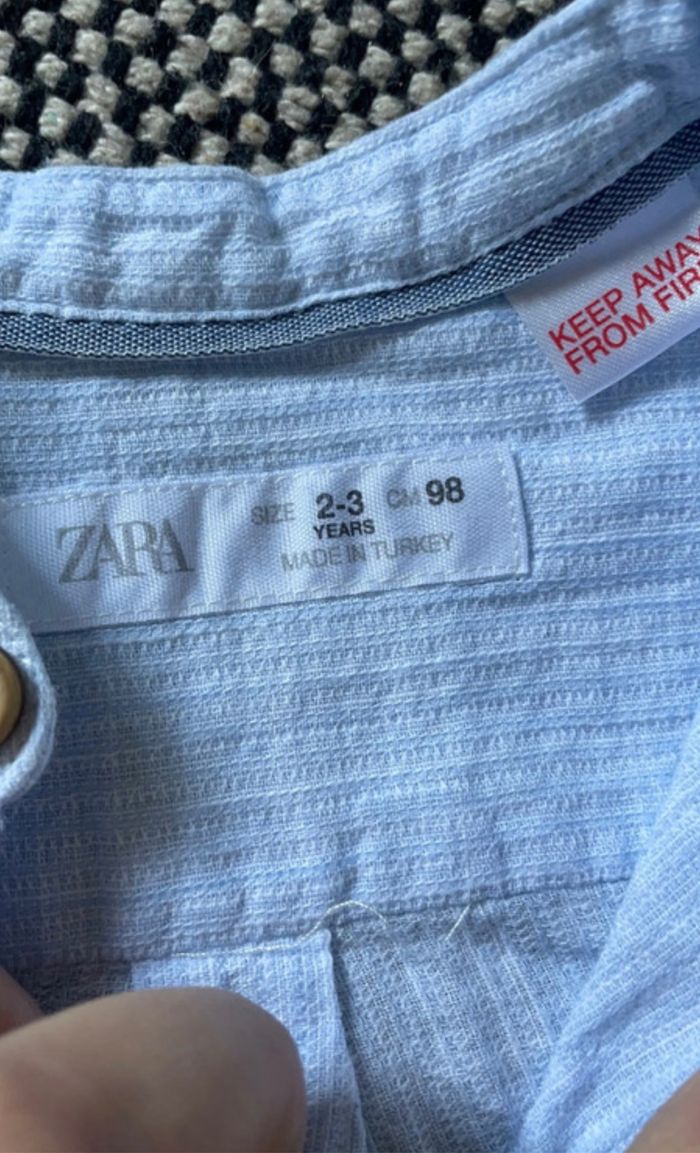 KEEP AWAY
FROM FIR
ZARA
SIZE 2-3 CM 98
YEARS
MADE IN TURKEY